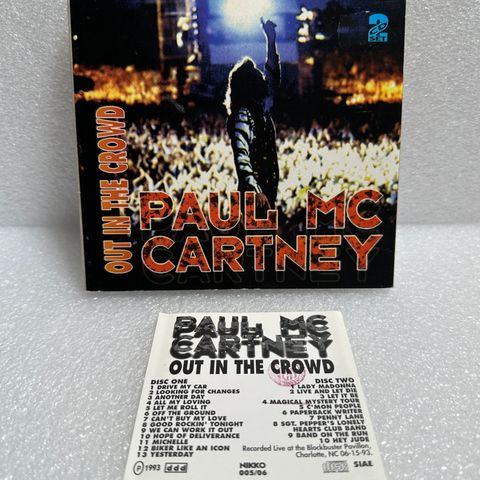 2
SET
OUT IN THE CROWD
PAUL MC
CARTNEY
PAUL MC
CARTNEY
OUT IN THE CROWD
DISC ONE
1 DRIVE MY CAR
2 LOOKING FOR CHANGES
3 ANOTHER DAY
4 ALL MY LOVING
5 LET ME ROLL IT
6 OFF THE GROUND
7 CAN'T BUY MY LOVE
8 GOOD ROCKIN' TONIGHT
9 WE CAN WORK IT OUT
10 HOPE OF DELIVERANCE
11 MICHELLE
12 BIKER LIKE AN ICON
13 YESTERDAY
DISC TWO
1 LADY MADONNA
2 LIVE AND LET DIE
3 LET IT BE
4 MAGICAL MYSTERY TOUR
5 C'MON PEOPLE
6 PAPERBACK WRITER
7 PENNY LANE
8 SGT. PEPPER'S LONELY
HEARTS CLUB BAND
9 BAND ON THE RUN
10 HEY JUDE
Recorded Live at the Blockbuster Pavillon,
Charlotte, NC 06-15-93.
℗ 1993 ddd
NIKKO
005/06
SIAE